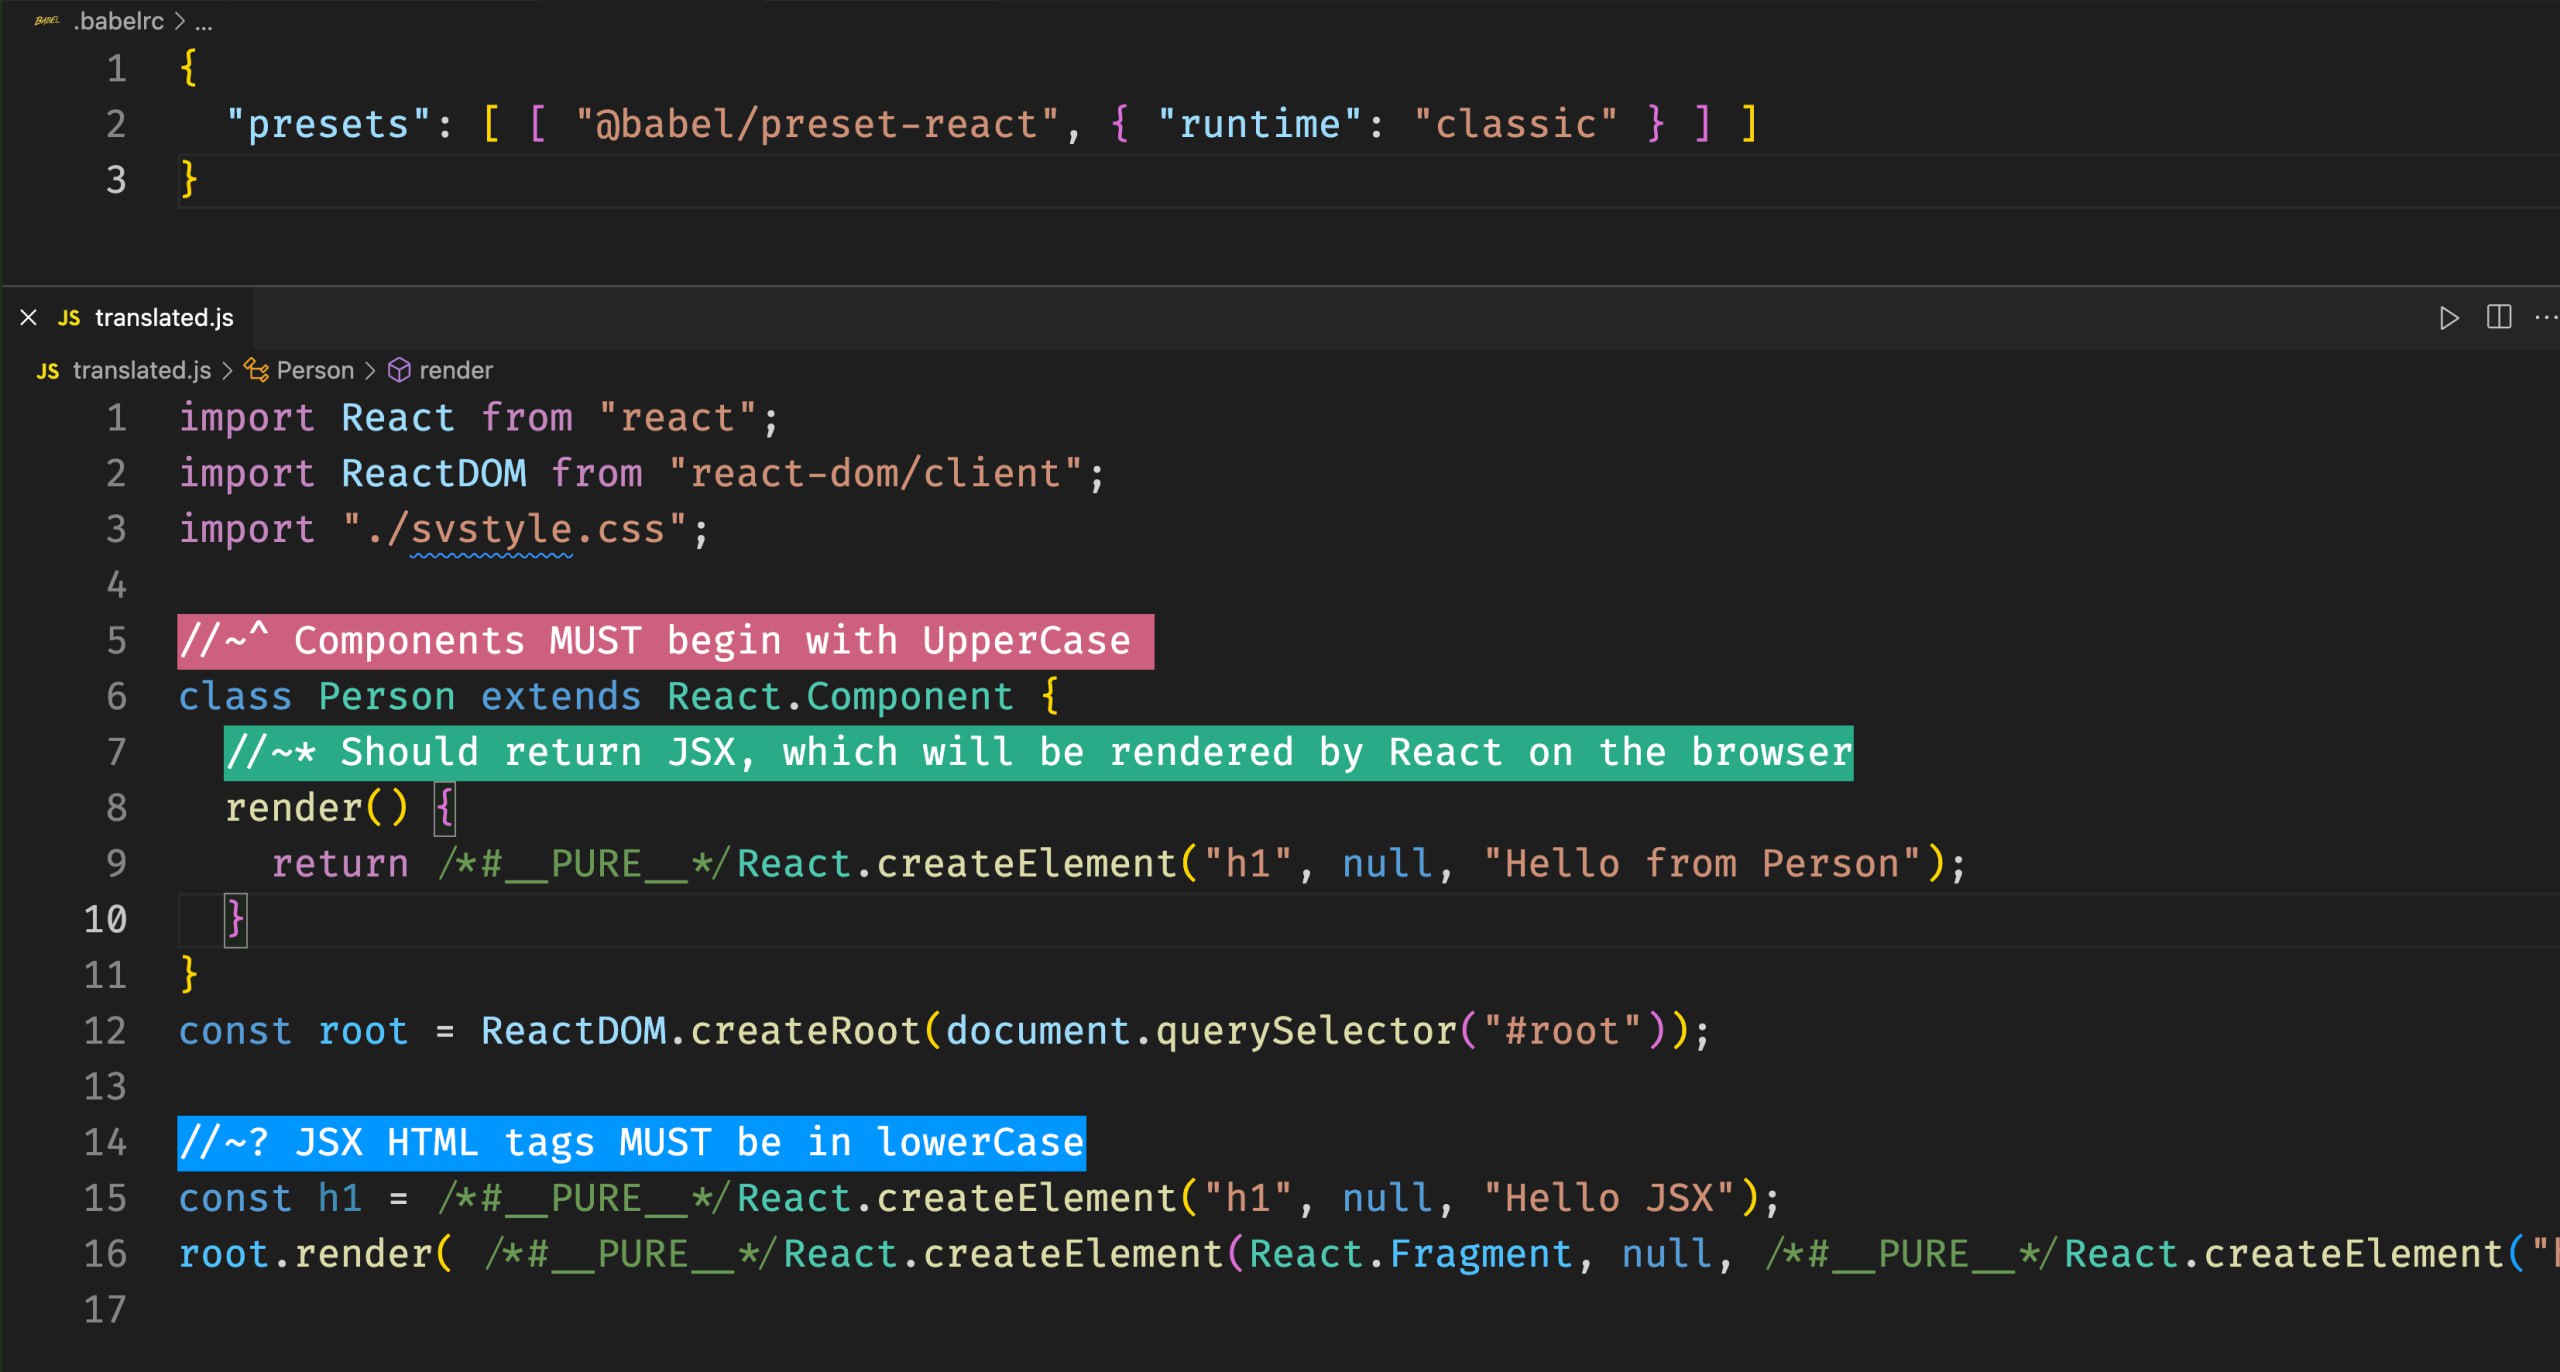 BABEL .babelrc > ...
1 {
2   "presets": [ [ "@babel/preset-react", { "runtime": "classic" } ] ]
3 }
JS translated.js
JS translated.js > Person > render
1 import React from "react";
2 import ReactDOM from "react-dom/client";
3 import "./svstyle.css";
4
5 //~^ Components MUST begin with UpperCase
6 class Person extends React.Component {
7   //~* Should return JSX, which will be rendered by React on the browser
8   render() {
9     return /*#__PURE__*/React.createElement("h1", null, "Hello from Person");
10   }
11 }
12 const root = ReactDOM.createRoot(document.querySelector("#root"));
13
14 //~? JSX HTML tags MUST be in lowerCase
15 const h1 = /*#__PURE__*/React.createElement("h1", null, "Hello JSX");
16 root.render( /*#__PURE__*/React.createElement(React.Fragment, null, /*#__PURE__*/React.createElement("
17